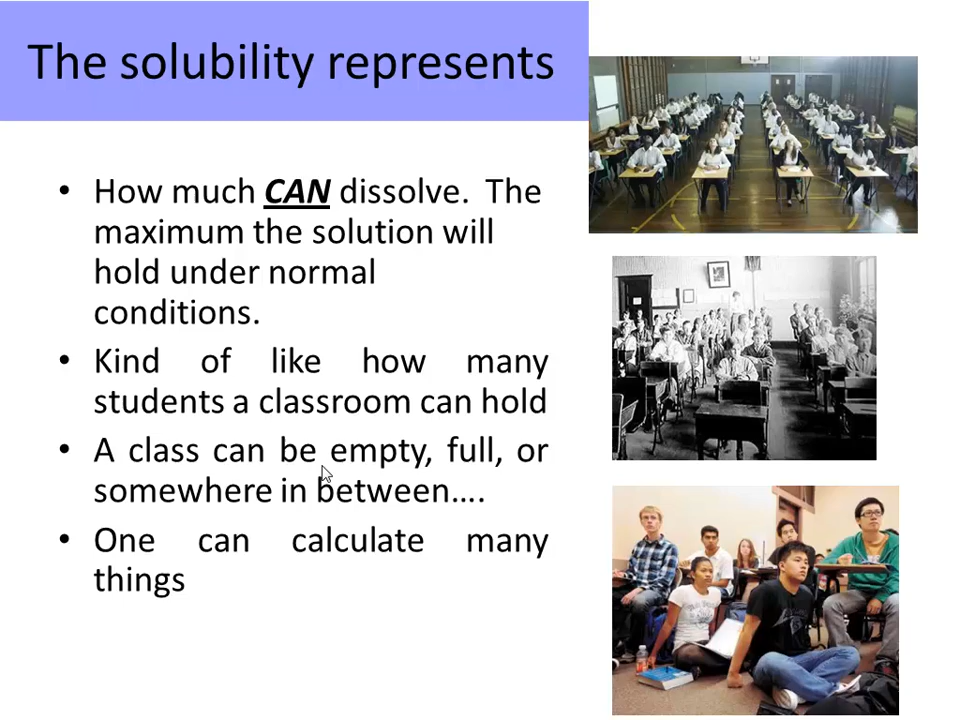 The solubility represents
• How much CAN dissolve. The
maximum the solution will
hold under normal
conditions.
• Kind of like how many
students a classroom can hold
• A class can be empty, full, or
somewhere in between....
• One can calculate many
things